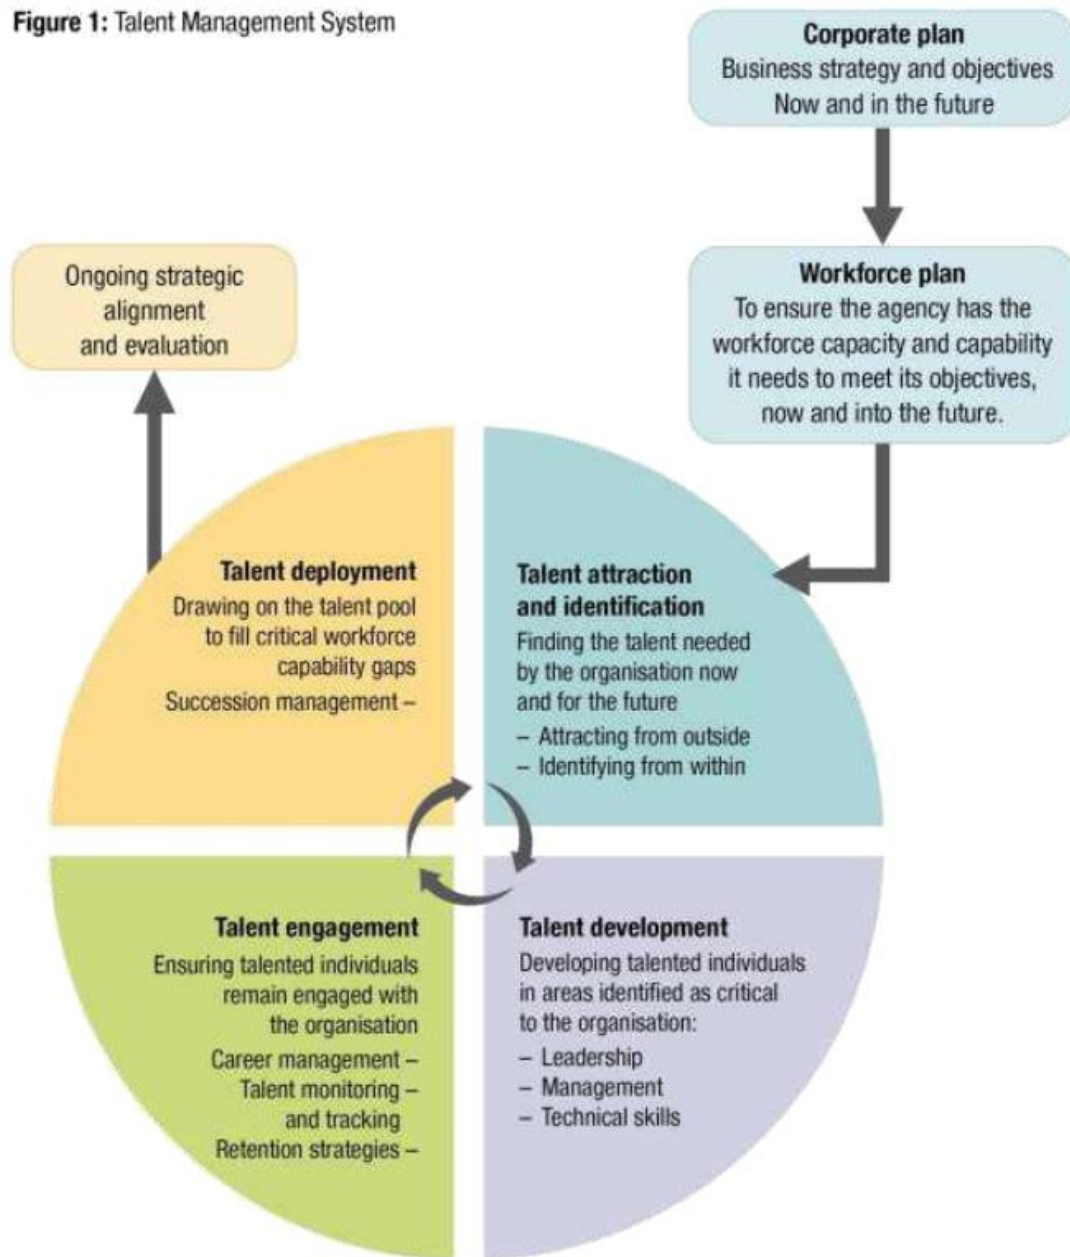 Figure 1: Talent Management System
Corporate plan
Business strategy and objectives
Now and in the future
Workforce plan
To ensure the agency has the
workforce capacity and capability
it needs to meet its objectives,
now and into the future.
Ongoing strategic
alignment
and evaluation
Talent deployment
Drawing on the talent pool
to fill critical workforce
capability gaps
Succession management –
Talent attraction
and identification
Finding the talent needed
by the organisation now
and for the future
– Attracting from outside
– Identifying from within
Talent engagement
Ensuring talented individuals
remain engaged with
the organisation
Career management –
Talent monitoring –
and tracking
Retention strategies –
Talent development
Developing talented individuals
in areas identified as critical
to the organisation:
– Leadership
– Management
– Technical skills